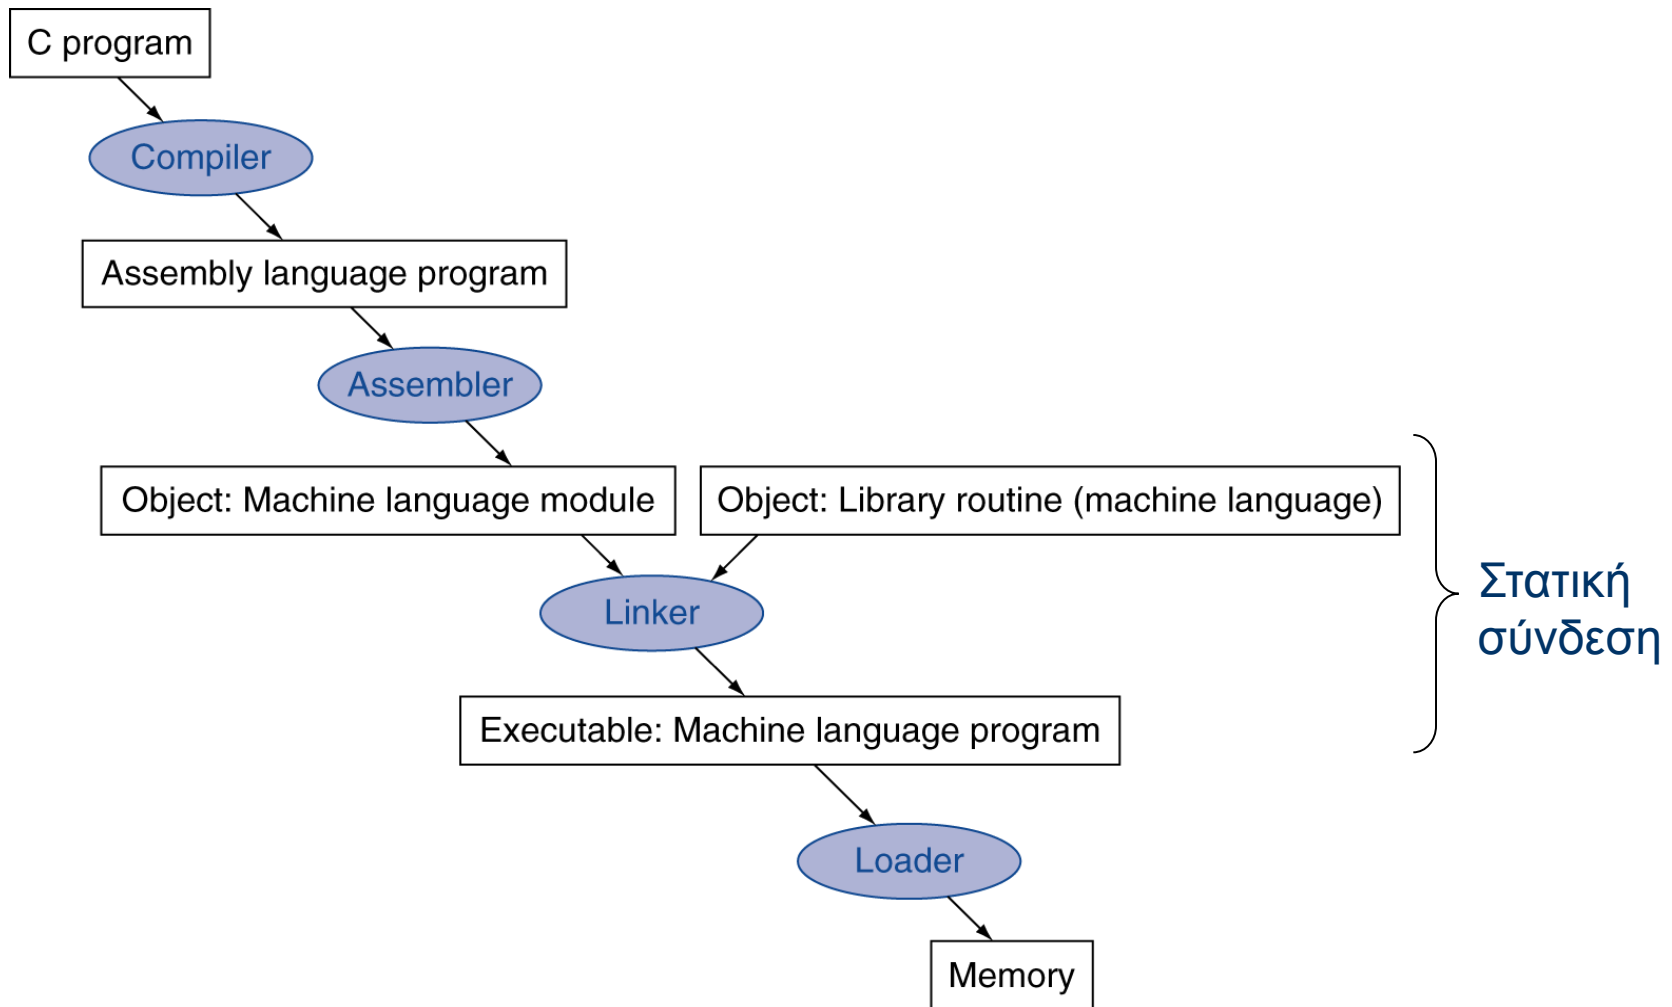 C program
Compiler
Assembly language program
Assembler
Object: Machine language module
Object: Library routine (machine language)
Linker
Στατική
σύνδεση
Executable: Machine language program
Loader
Memory